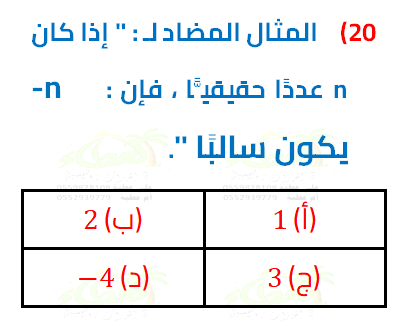 20) المثال المضاد لـ : " إذا كان
n عددًا حقيقيًّا ، فإن : -n
يكون سالبًا ".
(أ) 1 (ب) 2
(ج) 3 (د) −4